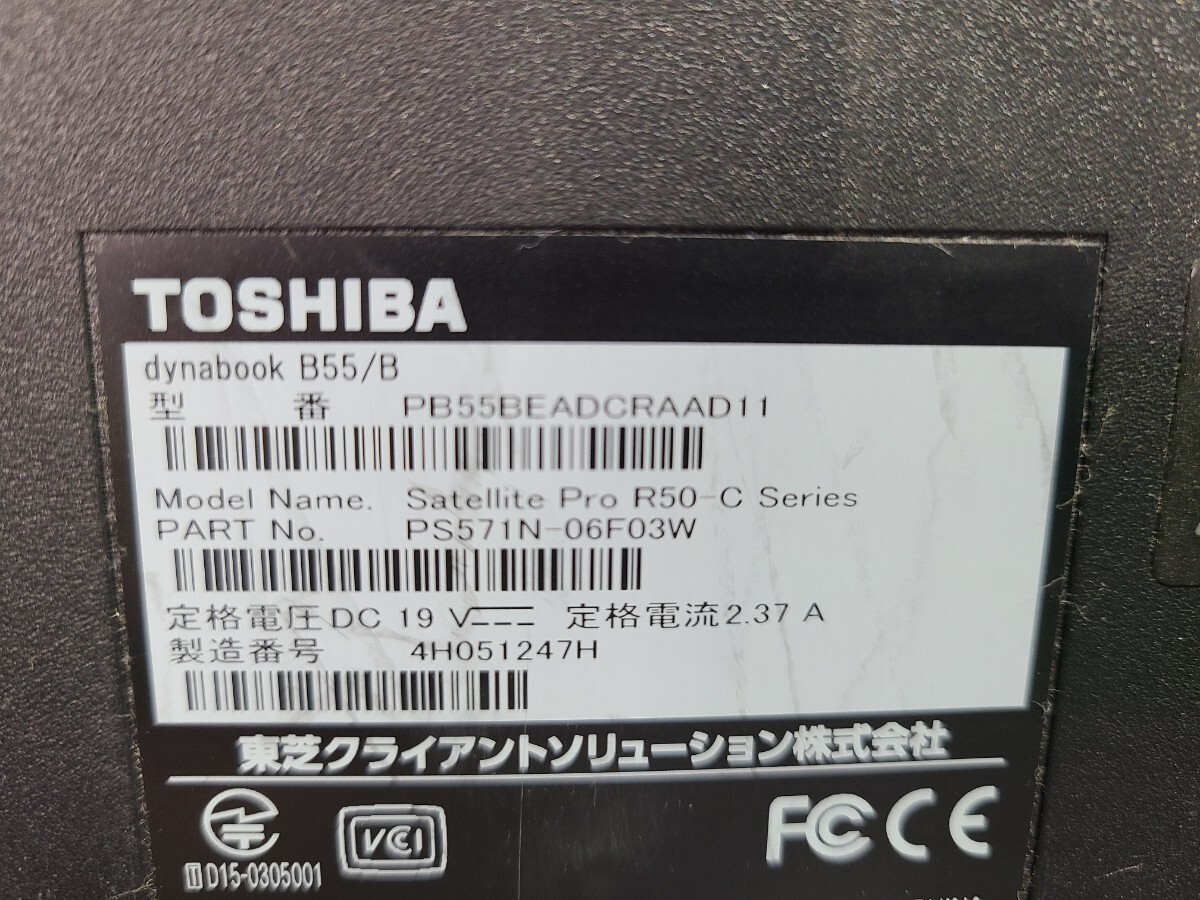 TOSHIBA
dynabook B55/B
型 番 PB55BEADCRAAD11
Model Name. Satellite Pro R50-C Series
PART No. PS571N-06F03W
定格電圧DC 19 V 定格電流2.37 A
製造番号 4H051247H
東芝クライアントソリューション株式会社
T D15-0305001
VCI
FC CE